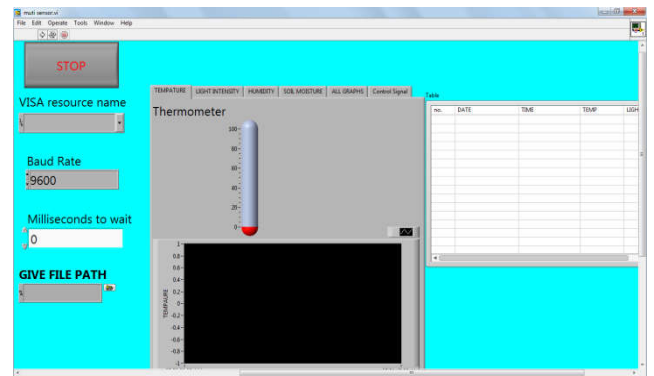 muti senser.vi
File Edit Operate Tools Window Help
STOP
VISA resource name
Baud Rate
9600
Milliseconds to wait
0
GIVE FILE PATH
TEMPATURE LIGHT INTENSITY HUMIDITY SOIL MOISTURE ALL GRAPHS Control Signal
Thermometer
100
80
60
40
20
0
TEMPAURE
1
0.8
0.6
0.4
0.2
0
-0.2
-0.4
-0.6
-0.8
-1
Table
no. DATE TIME TEMP LIGH